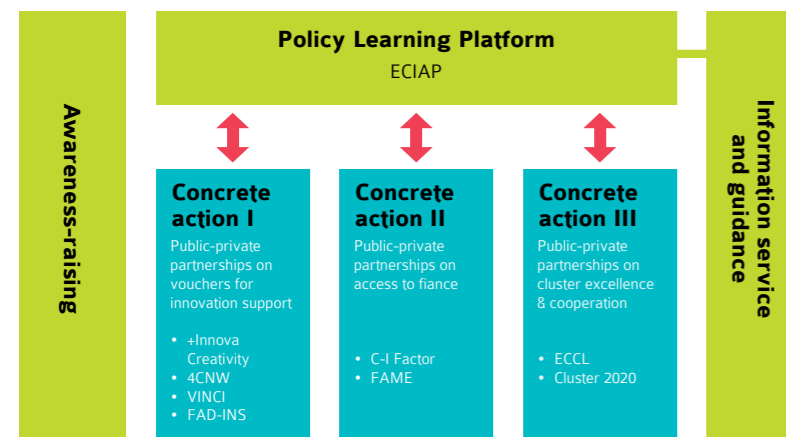 Awareness-raising
Policy Learning Platform
ECIAP
Concrete
action I
Public-private
partnerships on
vouchers for
innovation support
• +Innova
Creativity
• 4CNW
• VINCI
• FAD-INS
Concrete
action II
Public-private
partnerships on
access to fiance
• C-I Factor
• FAME
Concrete
action III
Public-private
partnerships on
cluster excellence
& cooperation
• ECCL
• Cluster 2020
Information service
and guidance